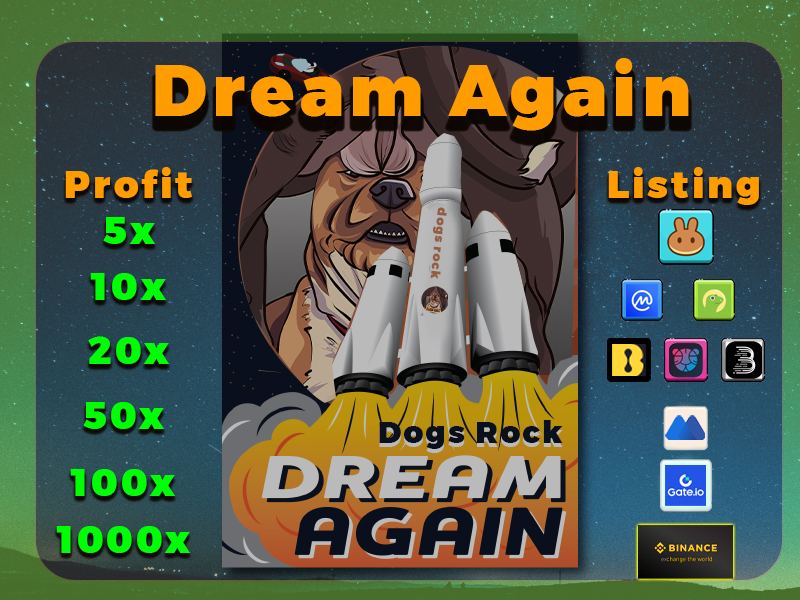 Dream Again
Profit
5x
10x
20x
50x
100x
1000x
dogs rock
Dogs Rock
DREAM
AGAIN
Listing
Gate.io
BINANCE
exchange the world